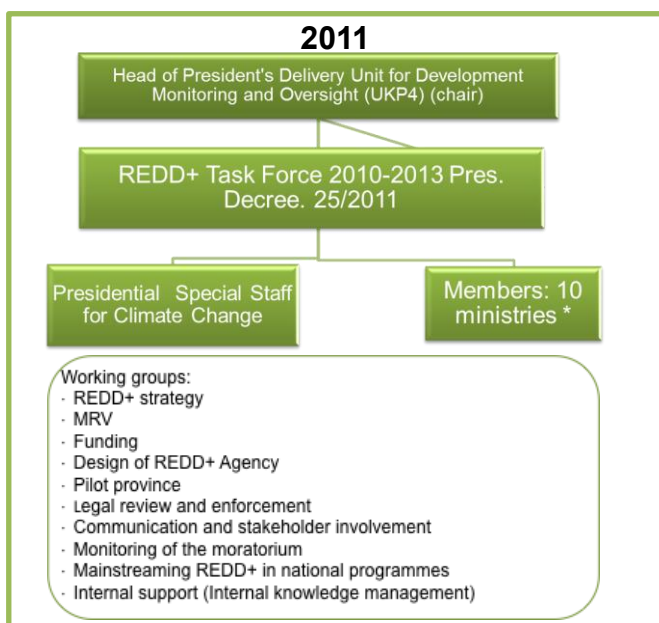 2011
Head of President's Delivery Unit for Development
Monitoring and Oversight (UKP4) (chair)
REDD+ Task Force 2010-2013 Pres.
Decree. 25/2011
Presidential Special Staff
for Climate Change
Members: 10
ministries *
Working groups:
· REDD+ strategy
· MRV
· Funding
· Design of REDD+ Agency
· Pilot province
· Legal review and enforcement
· Communication and stakeholder involvement
· Monitoring of the moratorium
· Mainstreaming REDD+ in national programmes
· Internal support (Internal knowledge management)